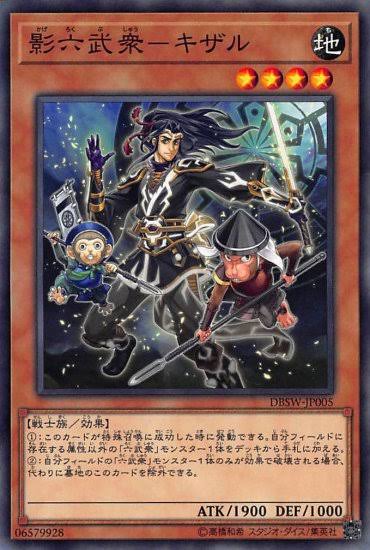 影六武衆－キザル
地
DBSW-JP005
【戦士族／効果】
①：このカードが特殊召喚に成功した時に発動できる。自分フィールドに
存在する属性以外の「六武衆」モンスター１体をデッキから手札に加える。
②：自分フィールドの「六武衆」モンスター１体のみが効果で破壊される場合、
代わりに墓地のこのカードを除外できる。
ATK/1900 DEF/1000
06579928
©高橋和希 スタジオ・ダイス/集英社